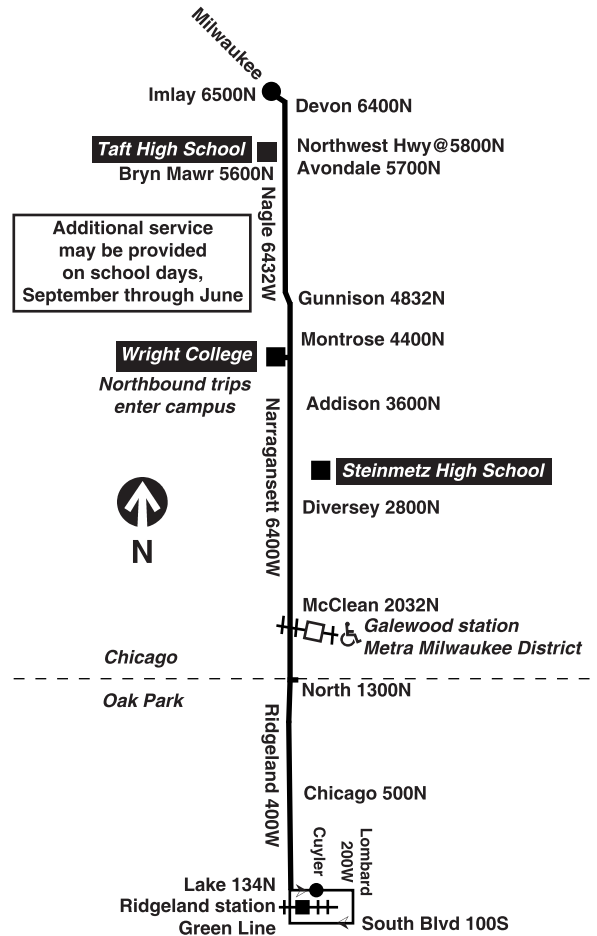 Milwaukee
Imlay 6500N
Devon 6400N
Taft High School
Northwest Hwy@5800N
Avondale 5700N
Bryn Mawr 5600N
Nagle 6432W
Additional service
may be provided
on school days,
September through June
Gunnison 4832N
Montrose 4400N
Wright College
Northbound trips
enter campus
Addison 3600N
Narragansett 6400W
Steinmetz High School
Diversey 2800N
N
McClean 2032N
Galewood station
Metra Milwaukee District
Chicago
Oak Park
North 1300N
Ridgeland 400W
Chicago 500N
Cuyler
Lombard
200W
Lake 134N
Ridgeland station
Green Line
South Blvd 100S